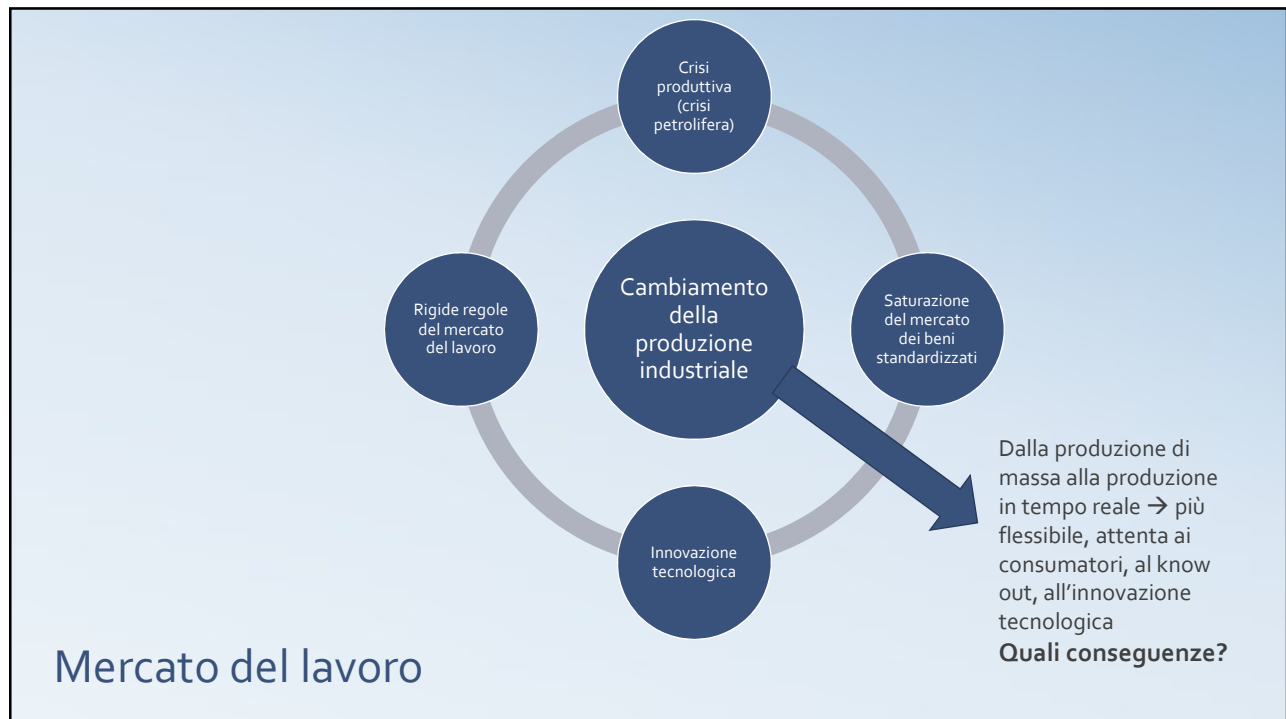 Crisi
produttiva
(crisi
petrolifera)
Cambiamento
della
produzione
industriale
Rigide regole
del mercato
del lavoro
Saturazione
del mercato
dei beni
standardizzati
Innovazione
tecnologica
Dalla produzione di
massa alla produzione
in tempo reale → più
flessibile, attenta ai
consumatori, al know
out, all’innovazione
tecnologica
Quali conseguenze?
Mercato del lavoro